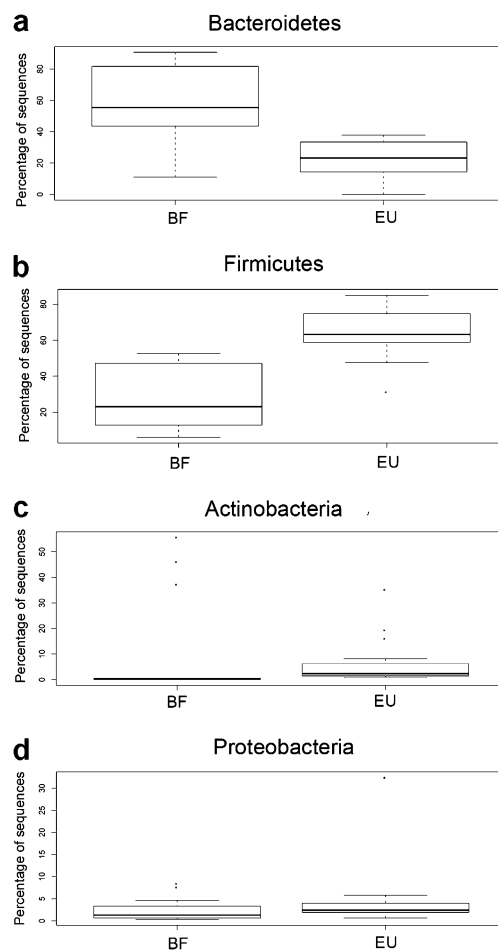 a
Bacteroidetes
Percentage of sequences
80
60
40
20
0
BF
EU
b
Firmicutes
Percentage of sequences
80
60
40
20
BF
EU
c
Actinobacteria
Percentage of sequences
50
40
30
20
10
0
BF
EU
d
Proteobacteria
Percentage of sequences
30
25
20
15
10
5
0
BF
EU